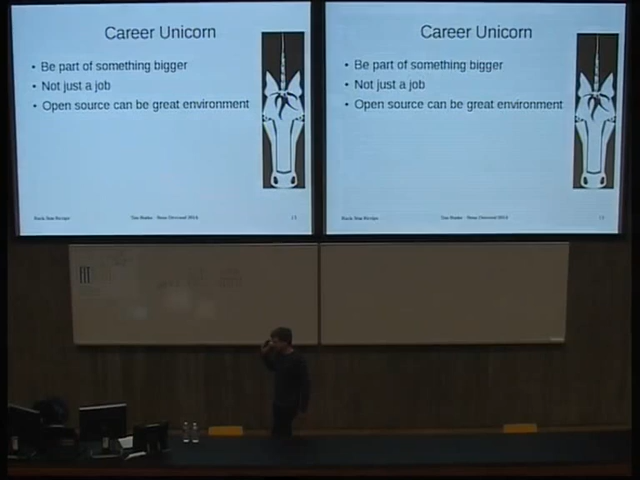 Career Unicorn
• Be part of something bigger
• Not just a job
• Open source can be great environment
Career Unicorn
• Be part of something bigger
• Not just a job
• Open source can be great environment